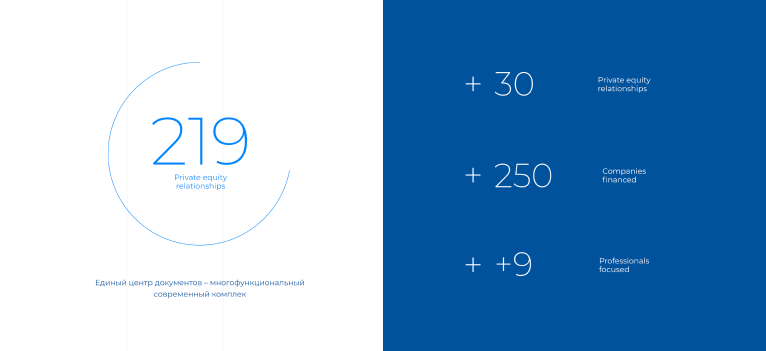 219
Private equity
relationships
Единый центр документов – многофункциональный
современный комплек
+ 30
Private equity
relationships
+ 250
Companies
financed
+ +9
Professionals
focused